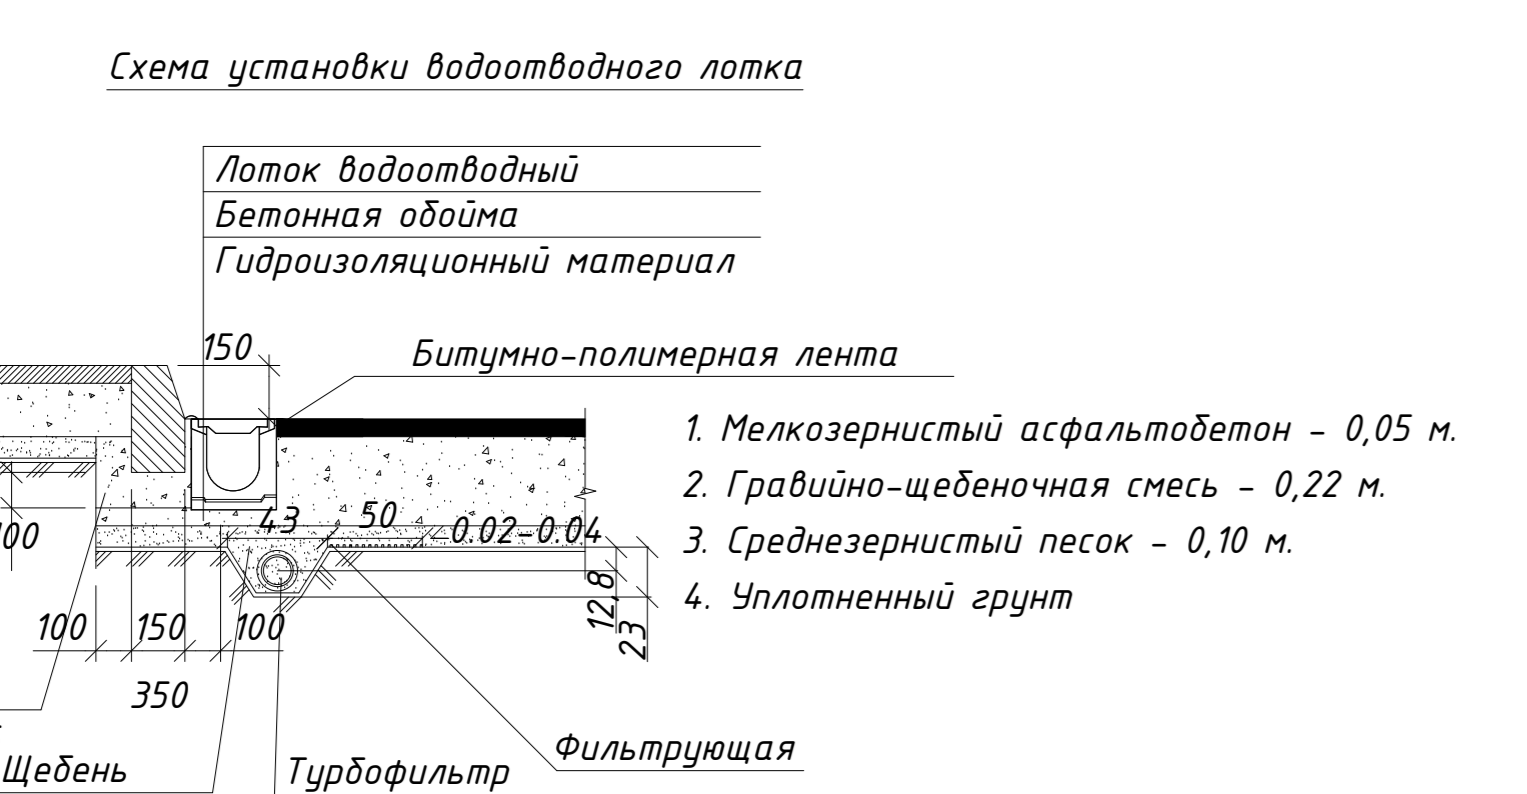 Схема установки водоотводного лотка
Лоток водоотводный
Бетонная обойма
Гидроизоляционный материал
150
Битумно-полимерная лента
1. Мелкозернистый асфальтобетон - 0,05 м.
2. Гравийно-щебеночная смесь - 0,22 м.
3. Среднезернистый песок - 0,10 м.
4. Уплотненный грунт
43
50
0.02-0.04
12,8
23
100
150
100
350
Фильтрующая
Щебень
Турбофильтр